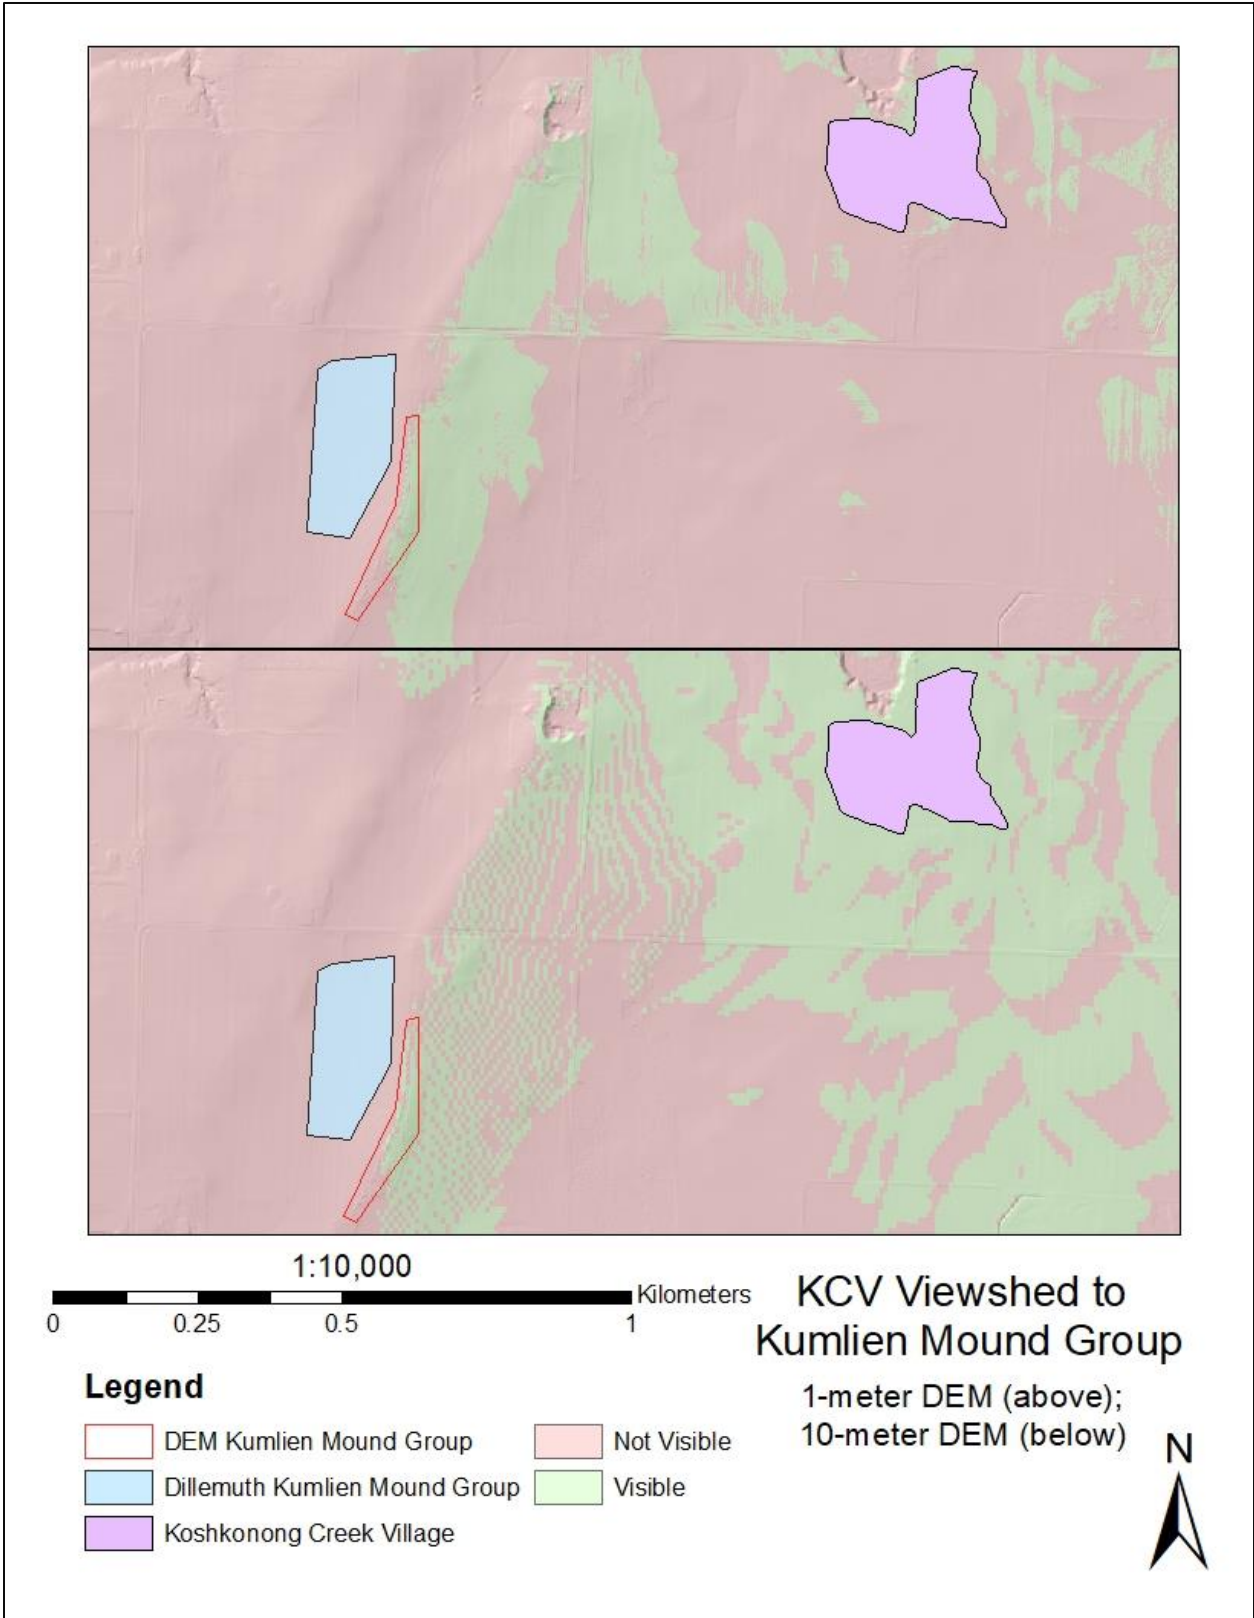 1:10,000
Kilometers
0 0.25 0.5 1
KCV Viewshed to
Kumlien Mound Group
1-meter DEM (above);
10-meter DEM (below)
N
Legend
DEM Kumlien Mound Group
Dillemuth Kumlien Mound Group
Koshkonong Creek Village
Not Visible
Visible